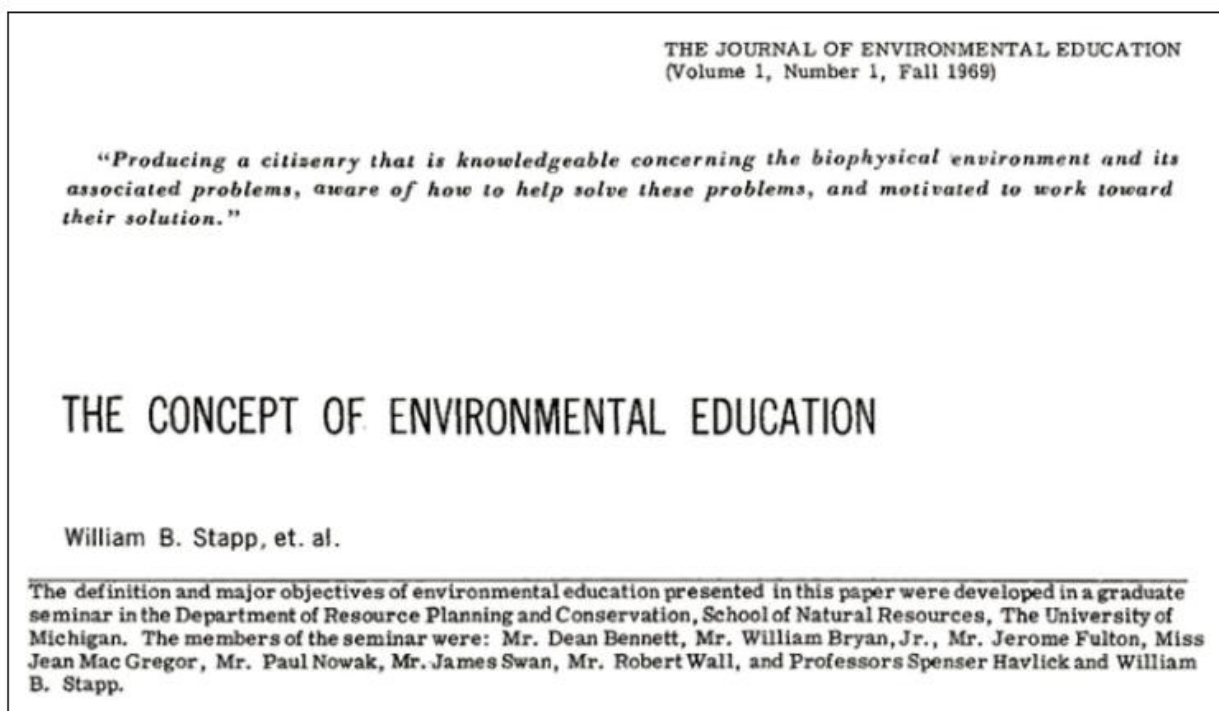 THE JOURNAL OF ENVIRONMENTAL EDUCATION
(Volume 1, Number 1, Fall 1969)
"Producing a citizenry that is knowledgeable concerning the biophysical environment and its
associated problems, aware of how to help solve these problems, and motivated to work toward
their solution."
THE CONCEPT OF ENVIRONMENTAL EDUCATION
William B. Stapp, et. al.
The definition and major objectives of environmental education presented in this paper were developed in a graduate
seminar in the Department of Resource Planning and Conservation, School of Natural Resources, The University of
Michigan. The members of the seminar were: Mr. Dean Bennett, Mr. William Bryan, Jr., Mr. Jerome Fulton, Miss
Jean Mac Gregor, Mr. Paul Nowak, Mr. James Swan, Mr. Robert Wall, and Professors Spenser Havlick and William
B. Stapp.